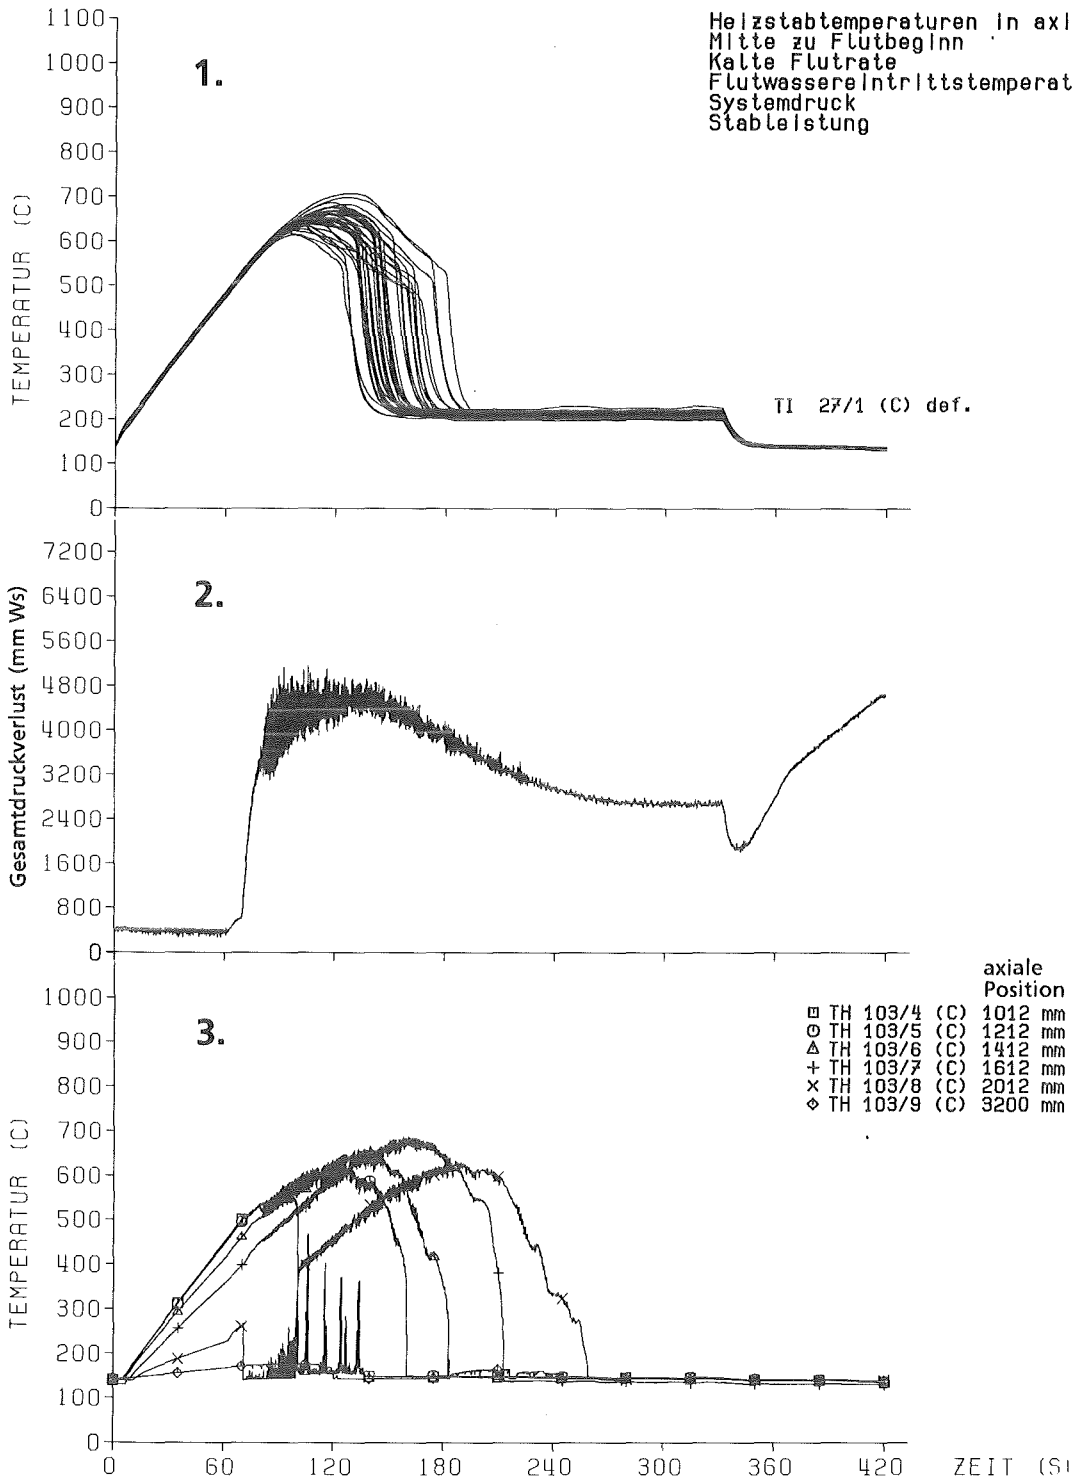 Heizstabtemperaturen in axi
Mitte zu Flutbeginn
Kalte Flutrate
Flutwassereintrittstemperat
Systemdruck
Stableistung
1.
TEMPERATUR (C)
1100
1000
900
800
700
600
500
400
300
200
100
0
TI 27/1 (C) def.
2.
Gesamtdruckverlust (mm Ws)
7200
6400
5600
4800
4000
3200
2400
1600
800
0
3.
TEMPERATUR (C)
1000
900
800
700
600
500
400
300
200
100
0
axiale
Position
TH 103/4 (C) 1012 mm
TH 103/5 (C) 1212 mm
TH 103/6 (C) 1412 mm
TH 103/7 (C) 1612 mm
TH 103/8 (C) 2012 mm
TH 103/9 (C) 3200 mm
0 60 120 180 240 300 360 420 ZEIT (S)